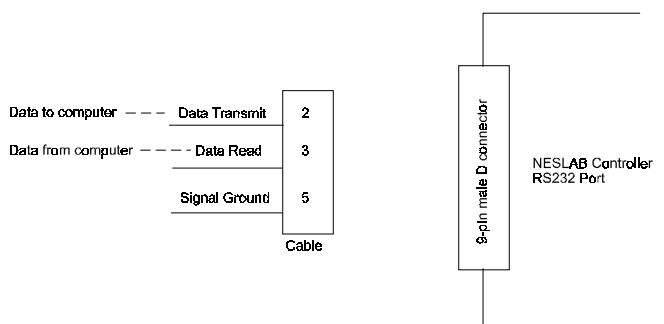 Data to computer
Data Transmit
2
Data from computer
Data Read
3
Signal Ground
5
Cable
9-pin male D connector
NESLAB Controller
RS232 Port